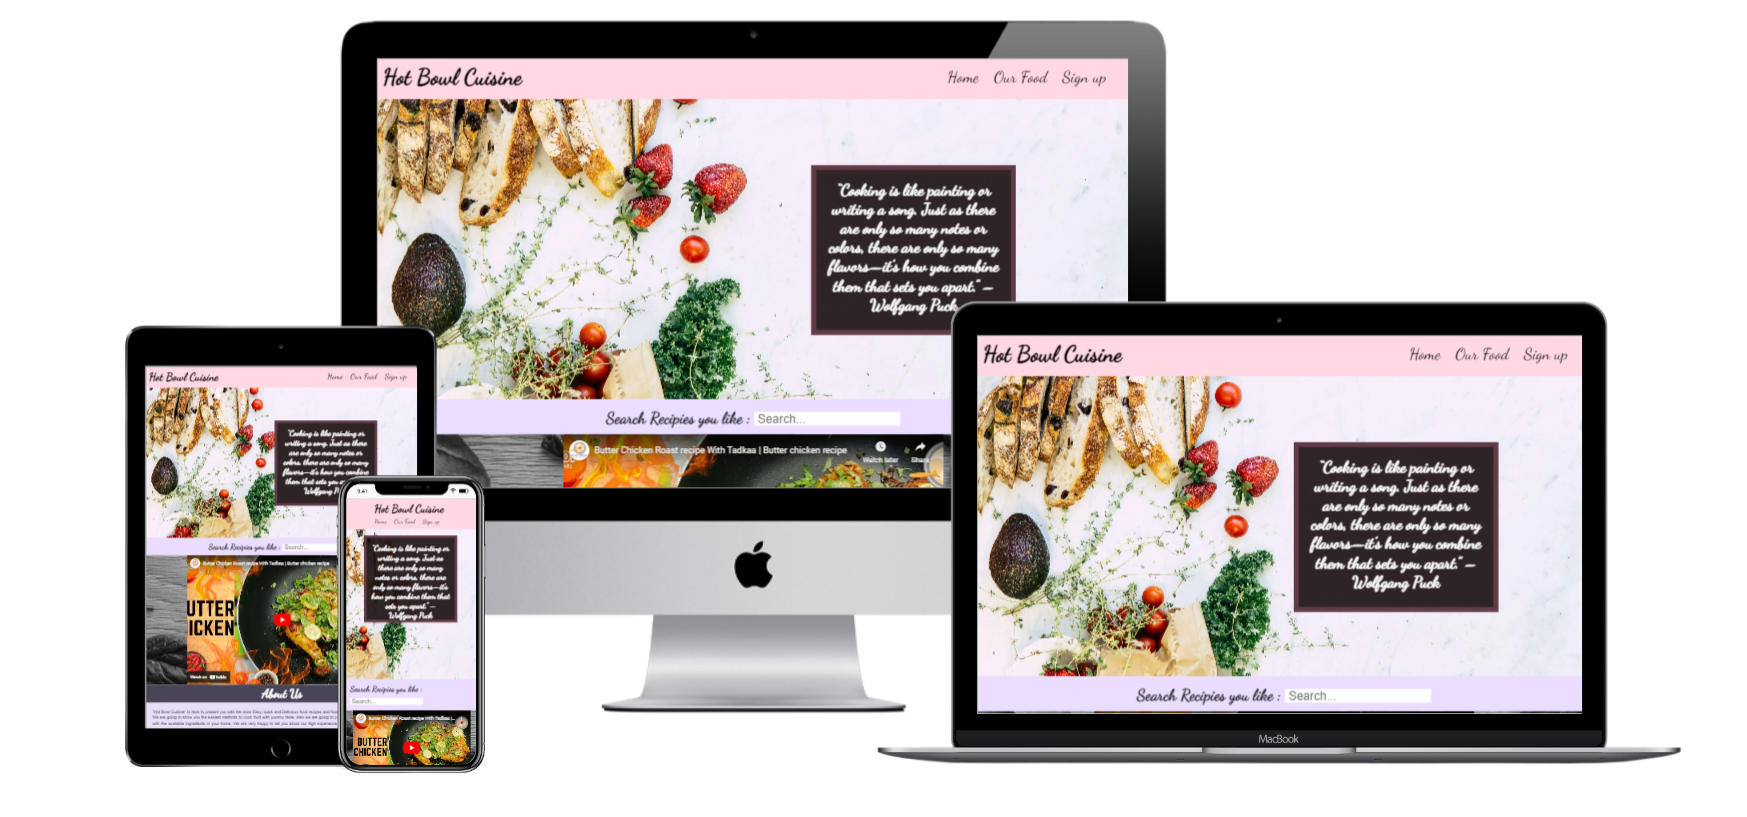 Hot Bowl Cuisine
Home Our Food Sign up
"Cooking is like painting or
writing a song. Just as there
are only so many notes or
colors, there are only so many
flavors—it's how you combine
them that sets you apart." —
Wolfgang Puck
Search Recipies you like : Search...
Butter Chicken Roast recipe With Tadkaa | Butter chicken recipe
Watch later
Share
Hot Bowl Cuisine
Home Our Food Sign up
"Cooking is like painting or
writing a song. Just as there
are only so many notes or
colors, there are only so many
flavors—it's how you combine
them that sets you apart." —
Wolfgang Puck
Search Recipies you like : Search...
MacBook
Hot Bowl Cuisine
Home Our Food Sign up
"Cooking is like painting or
writing a song. Just as there
are only so many notes or
colors, there are only so many
flavors—it's how you combine
them that sets you apart." —
Wolfgang P
Search Recipies you like : Search...
Butter Chicken Roast recipe With Tadkaa | Butter chicken recipe
UTTER
ICKEN
Watch on YouTube
About Us
9:41
Hot Bowl Cuisine
Home Our Food Sign up
"Cooking is like painting or
writing a song. Just as
there are only so many
notes or colors, there are
only so many flavors—it's
how you combine them that
sets you apart." —
Wolfgang Puck
Search Recipies you like :
Search...
Butter Chicken Roast recipe With Tadkaa | ...
BUTTER
CHICKEN